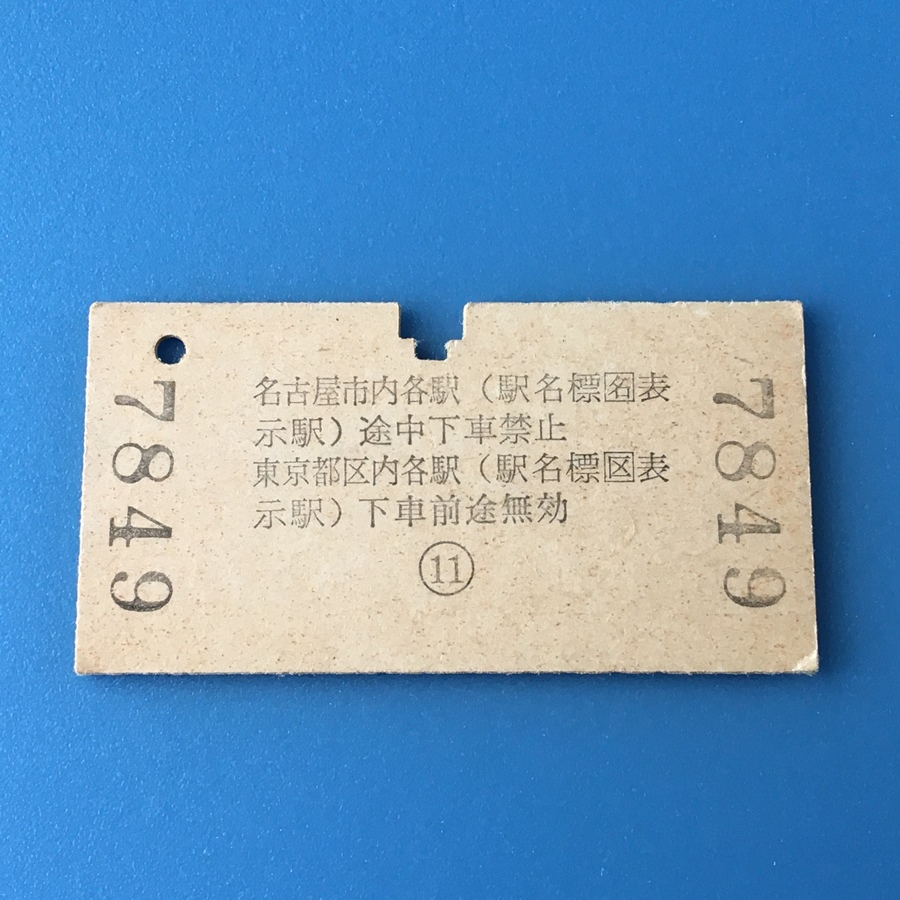 名古屋市内各駅（駅名標🈔表
示駅）途中下車禁止
東京都区内各駅（駅名標区表
示駅）下車前途無効
⑪
7849
7849